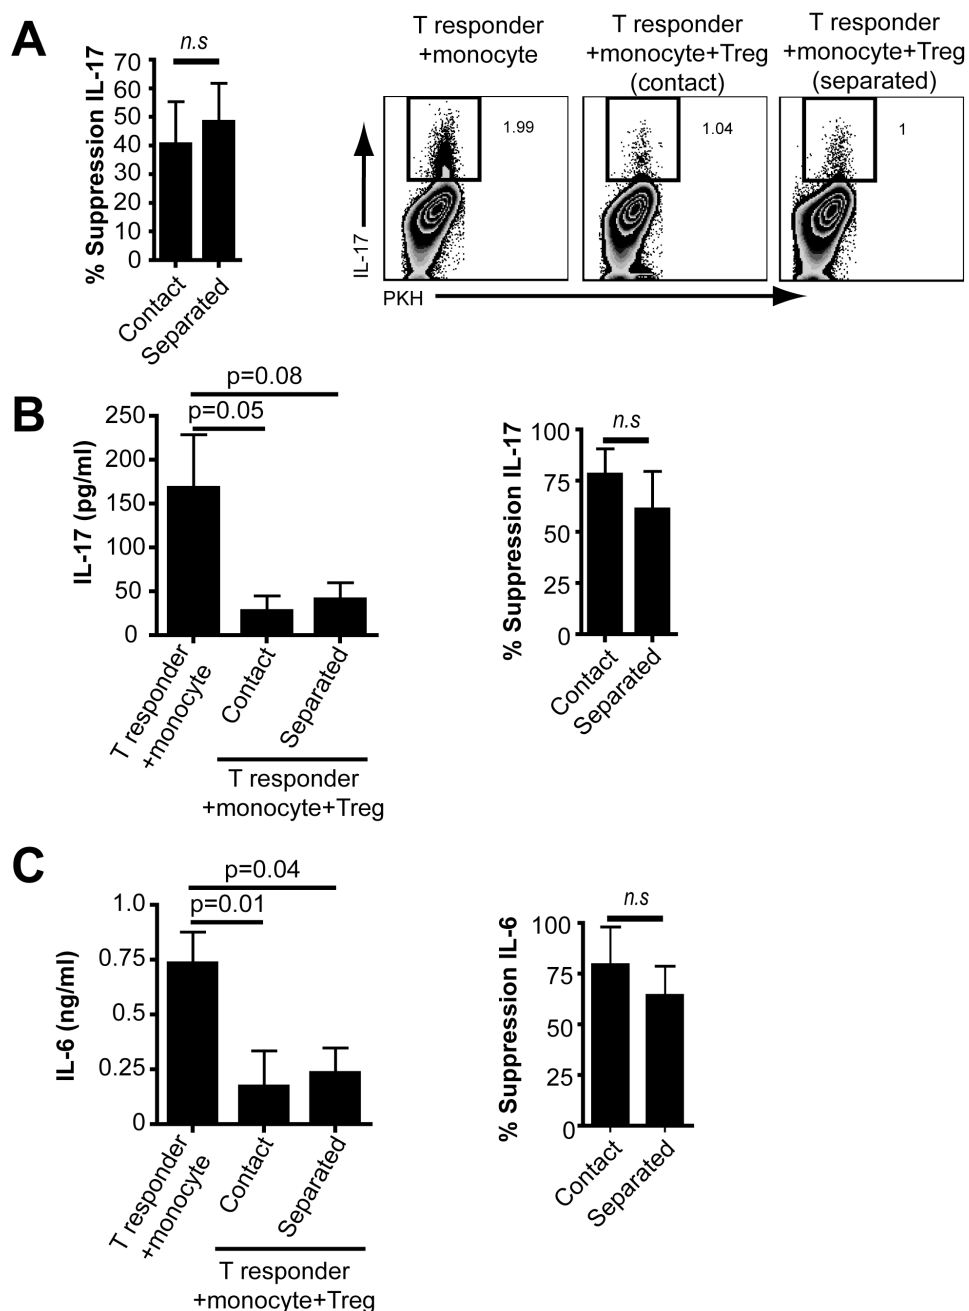 A
% Suppression IL-17
n.s
70
60
50
40
30
20
10
0
Contact
Separated
T responder
+monocyte
T responder
+monocyte+Treg
(contact)
T responder
+monocyte+Treg
(separated)
1.99
1.04
1
IL-17
PKH
B
p=0.08
p=0.05
IL-17 (pg/ml)
250
200
150
100
50
0
T responder
+monocyte
Contact
Separated
T responder
+monocyte+Treg
% Suppression IL-17
n.s
100
75
50
25
0
Contact
Separated
C
p=0.04
p=0.01
IL-6 (ng/ml)
1.0
0.75
0.5
0.25
0
T responder
+monocyte
Contact
Separated
T responder
+monocyte+Treg
% Suppression IL-6
n.s
100
75
50
25
0
Contact
Separated